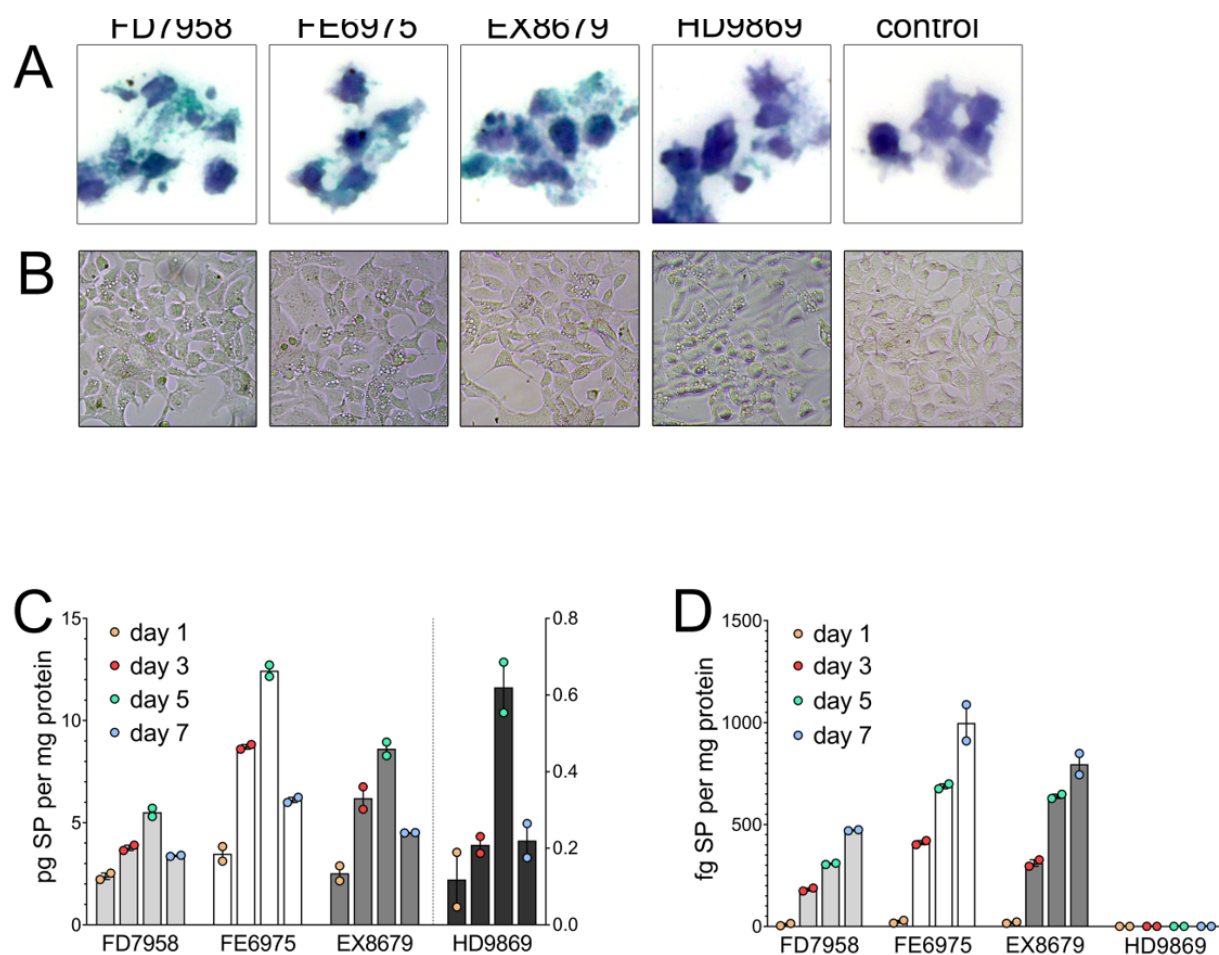 FD7958 FE6975 EX8679 HD9869 control
A
B
C
15
10
5
0
pg SP per mg protein
day 1
day 3
day 5
day 7
0.8
0.6
0.4
0.2
0.0
FD7958 FE6975 EX8679 HD9869
D
1500
1000
500
0
fg SP per mg protein
day 1
day 3
day 5
day 7
FD7958 FE6975 EX8679 HD9869